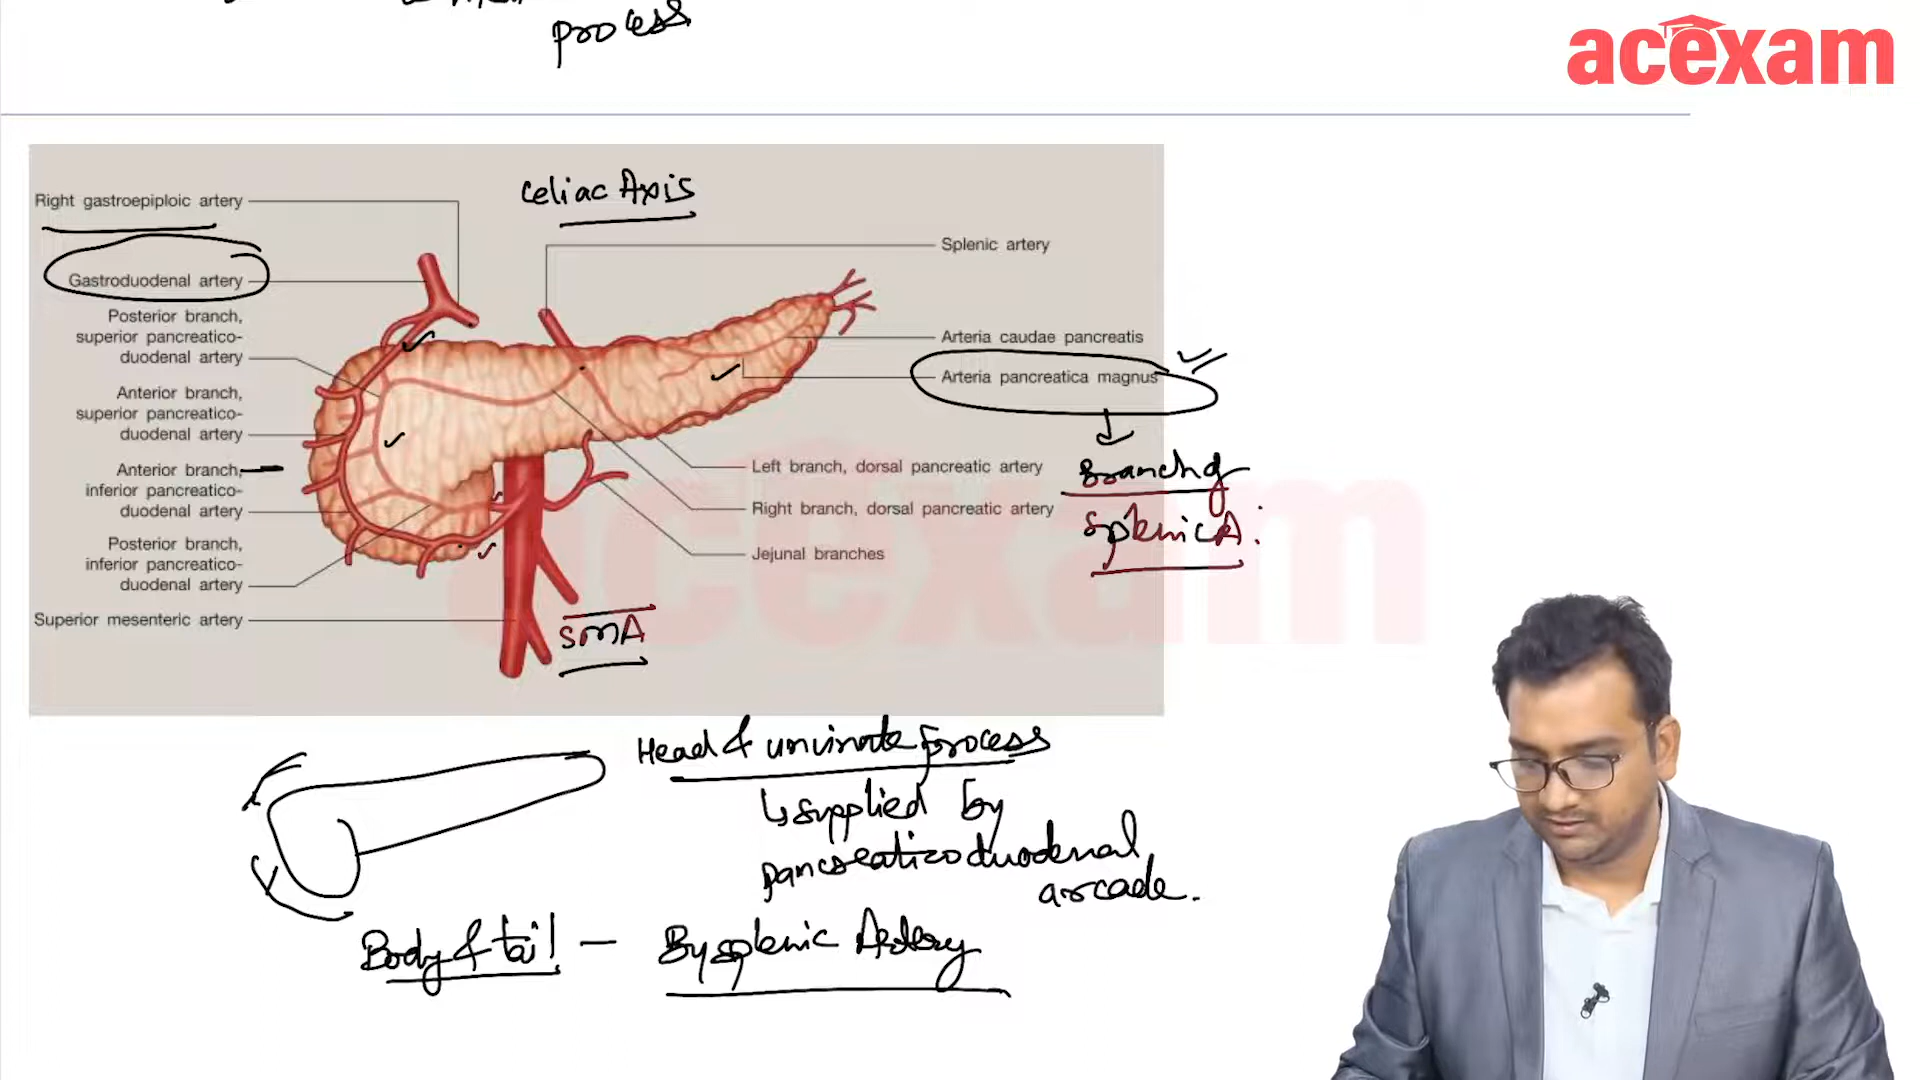 process
acexam
celiac Axis
Right gastroepiploic artery
Splenic artery
Gastroduodenal artery
Posterior branch,
superior pancreatico-
duodenal artery
Arteria caudae pancreatis
Arteria pancreatica magnus
Anterior branch,
superior pancreatico-
duodenal artery
Anterior branch,
inferior pancreatico-
duodenal artery
Left branch, dorsal pancreatic artery
Branch of
Right branch, dorsal pancreatic artery
Splenic A:
Posterior branch,
inferior pancreatico-
duodenal artery
Jejunal branches
acexam
Superior mesenteric artery
SMA
Head & uncinate process
supplied by
pancreaticoduodenal
arcade.
Body & tail – By splenic Artery